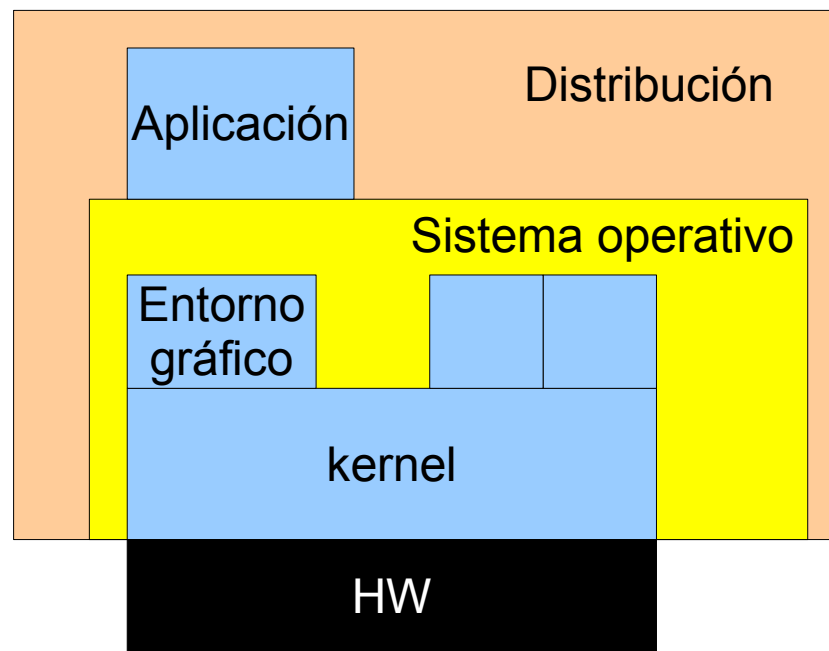 Distribución
Aplicación
Sistema operativo
Entorno
gráfico
kernel
HW